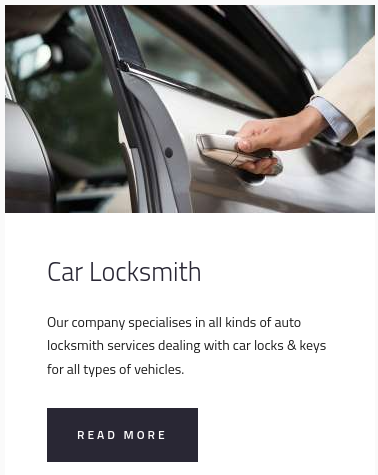 Car Locksmith
Our company specialises in all kinds of auto
locksmith services dealing with car locks & keys
for all types of vehicles.
READ MORE